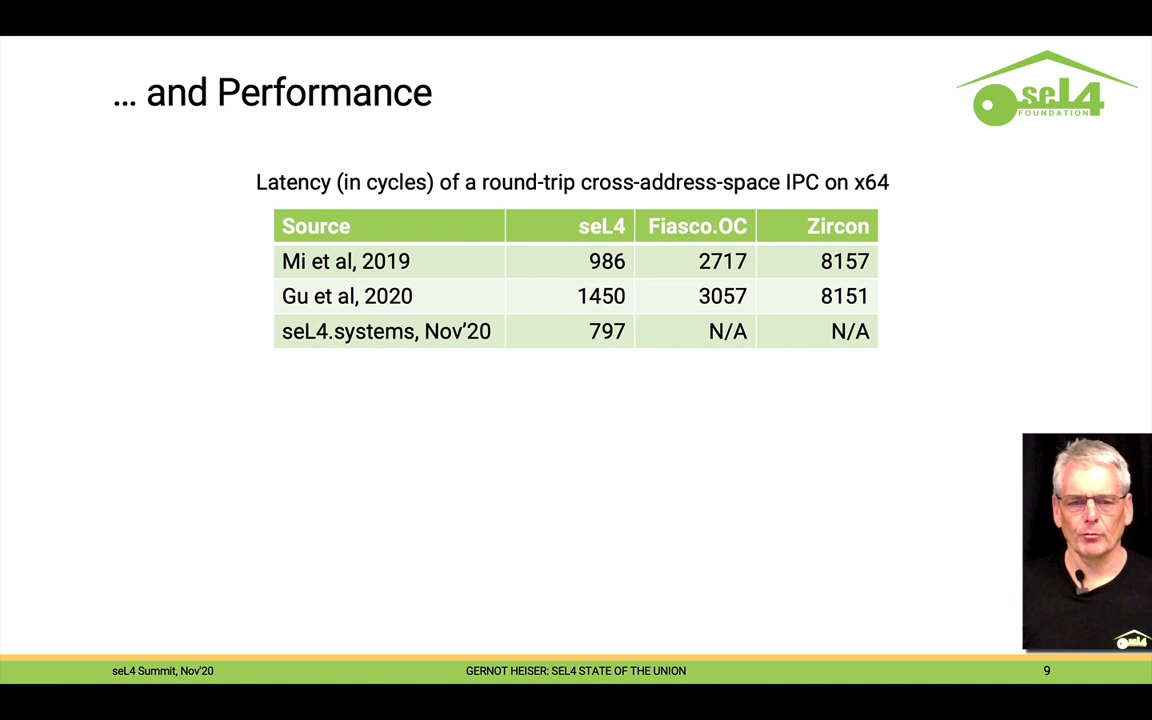 ... and Performance
seL4
FOUNDATION
Latency (in cycles) of a round-trip cross-address-space IPC on x64
Source seL4 Fiasco.OC Zircon
Mi et al, 2019 986 2717 8157
Gu et al, 2020 1450 3057 8151
seL4.systems, Nov’20 797 N/A N/A
seL4
seL4 Summit, Nov’20 GERNOT HEISER: SEL4 STATE OF THE UNION 9